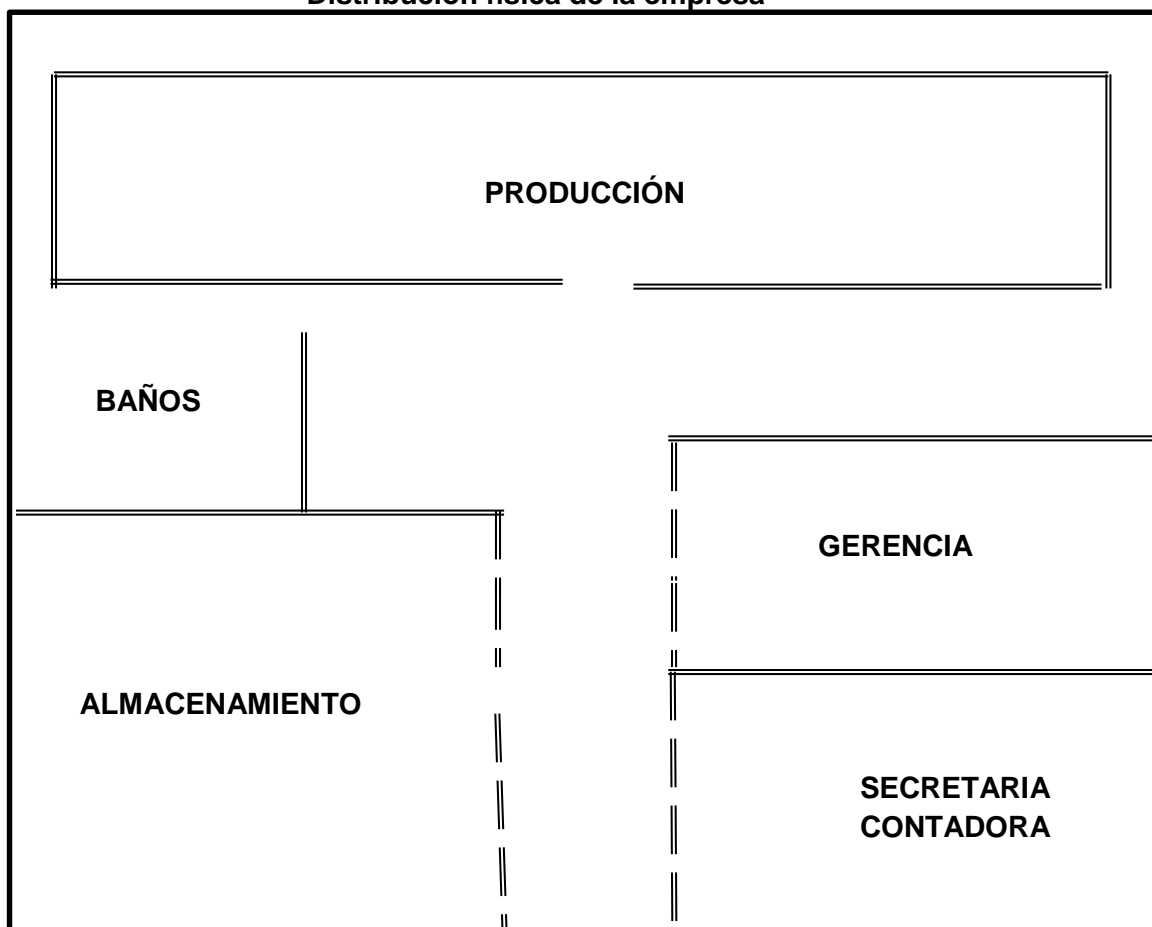 Distribución física de la empresa
PRODUCCIÓN
BAÑOS
GERENCIA
ALMACENAMIENTO
SECRETARIA
CONTADORA